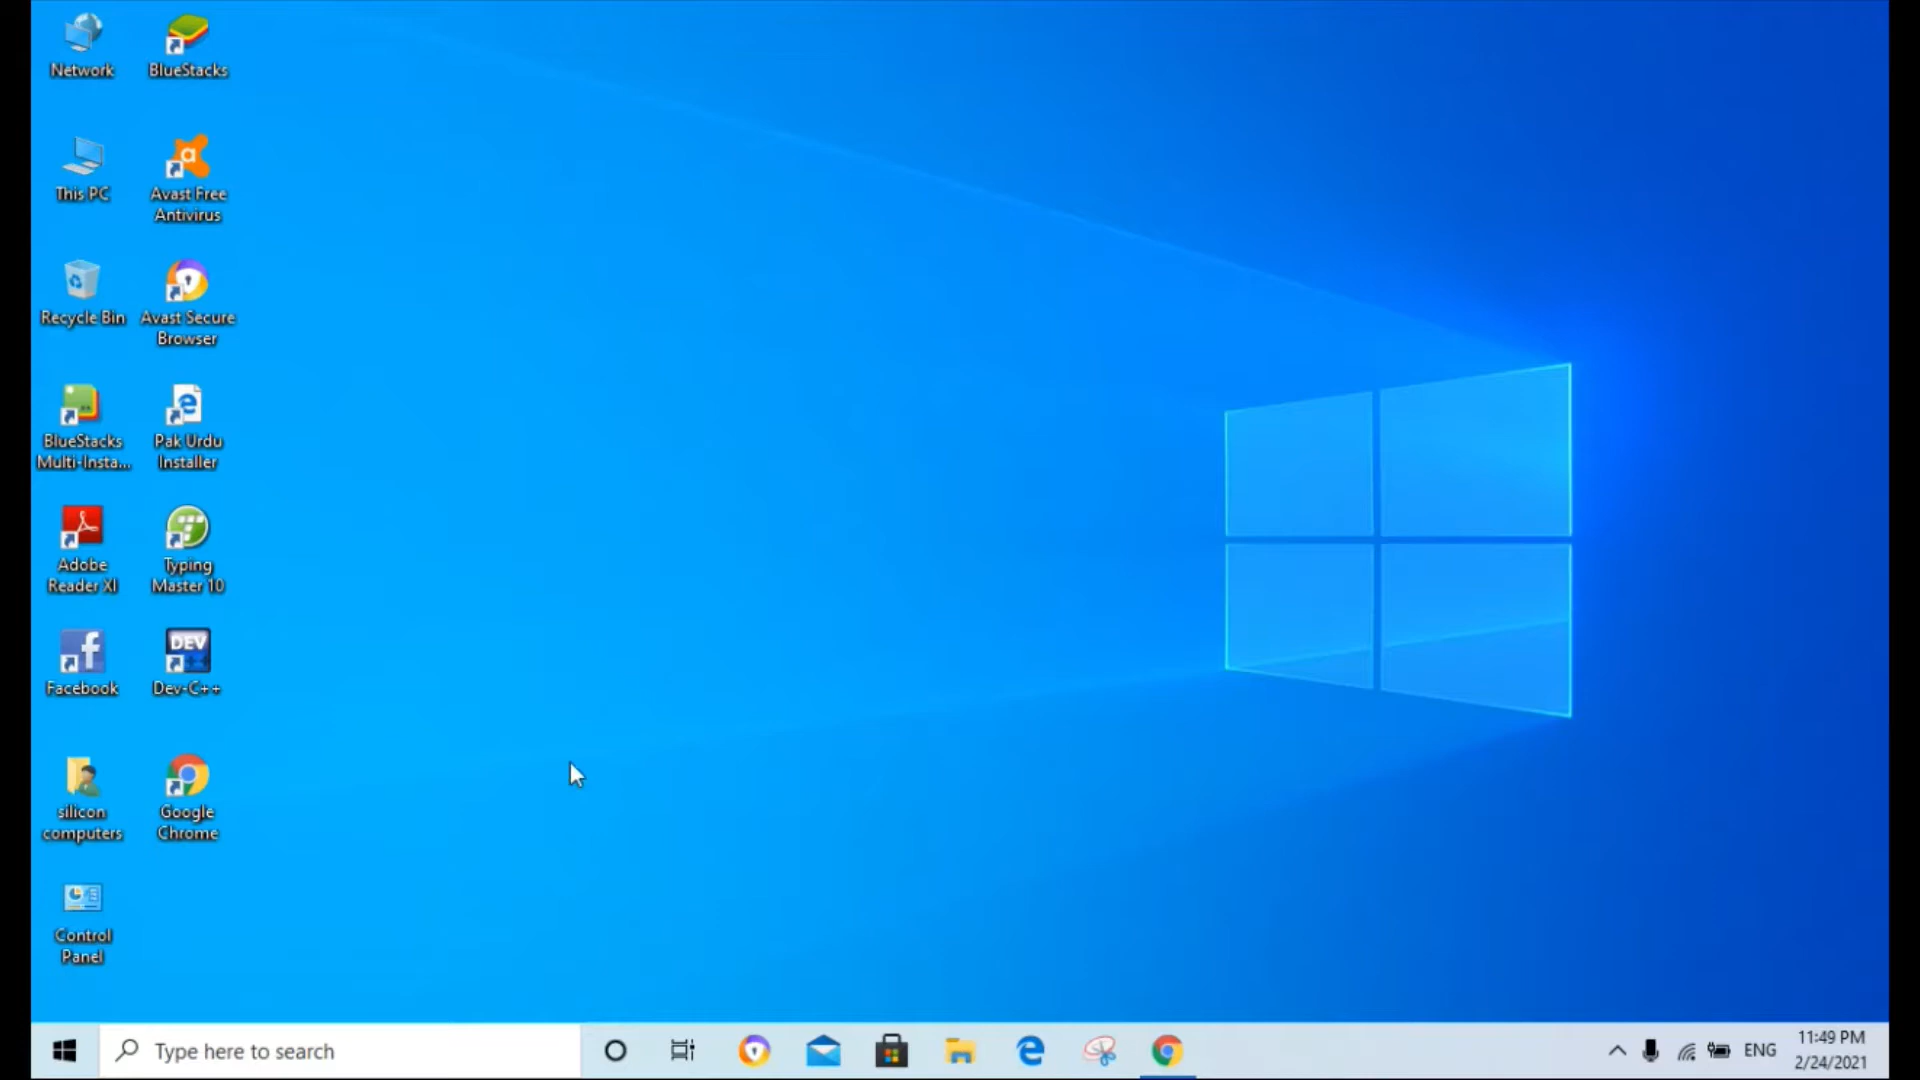 Network
BlueStacks
This PC
Avast Free
Antivirus
Recycle Bin
Avast Secure
Browser
BlueStacks
Multi-Insta...
Pak Urdu
Installer
Adobe
Reader XI
Typing
Master 10
Facebook
DEV
Dev-C++
silicon
computers
Google
Chrome
Control
Panel
Type here to search
ENG
11:49 PM
2/24/2021